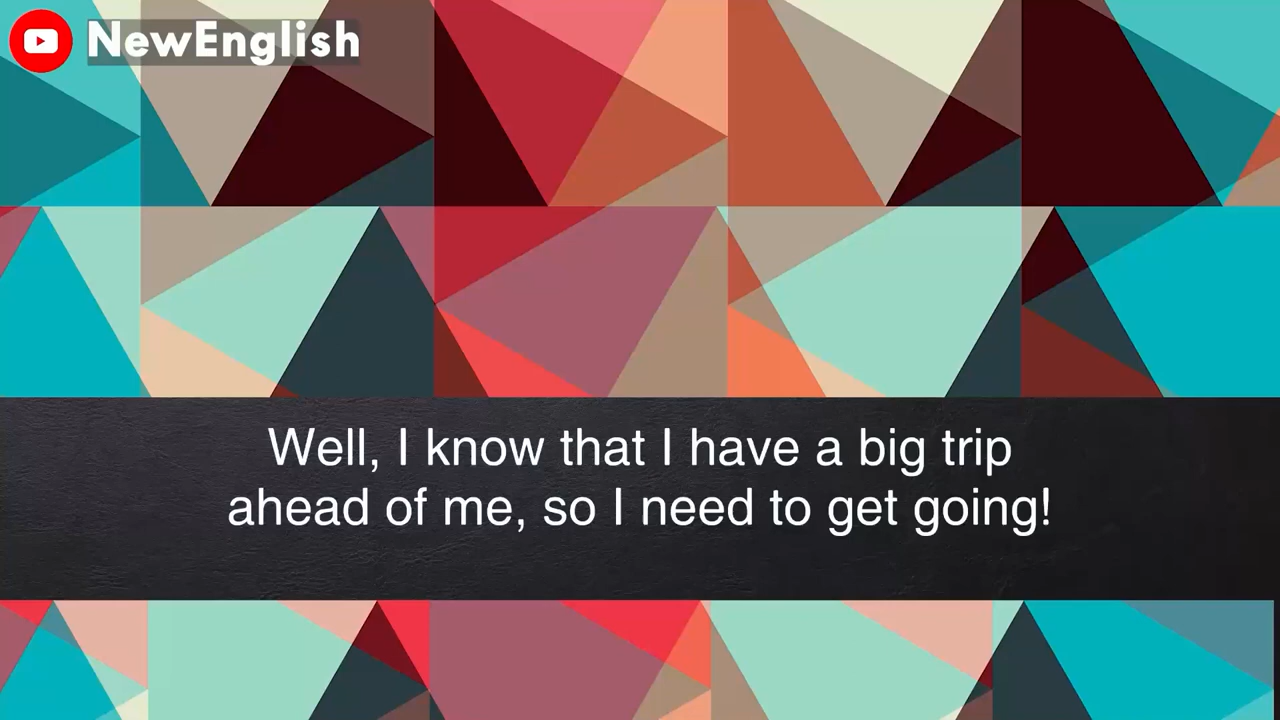 NewEnglish
Well, I know that I have a big trip
ahead of me, so I need to get going!